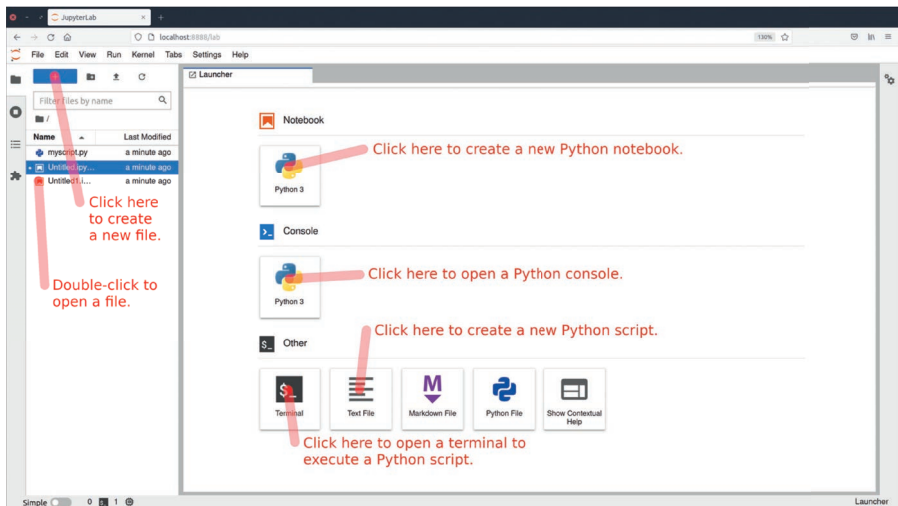 JupyterLab
localhost:8888/lab
130%
File Edit View Run Kernel Tabs Settings Help
Launcher
Filter files by name
/
Name Last Modified
myscript.py a minute ago
Untitled.ipy... a minute ago
Untitled1.i... a minute ago
Click here
to create
a new file.
Double-click to
open a file.
Notebook
Click here to create a new Python notebook.
Python 3
Console
Click here to open a Python console.
Python 3
Click here to create a new Python script.
$_ Other
$_ M
Terminal Text File Markdown File Python File Show Contextual
Help
Click here to open a terminal to
execute a Python script.
Simple 0 $_ 1 Launcher